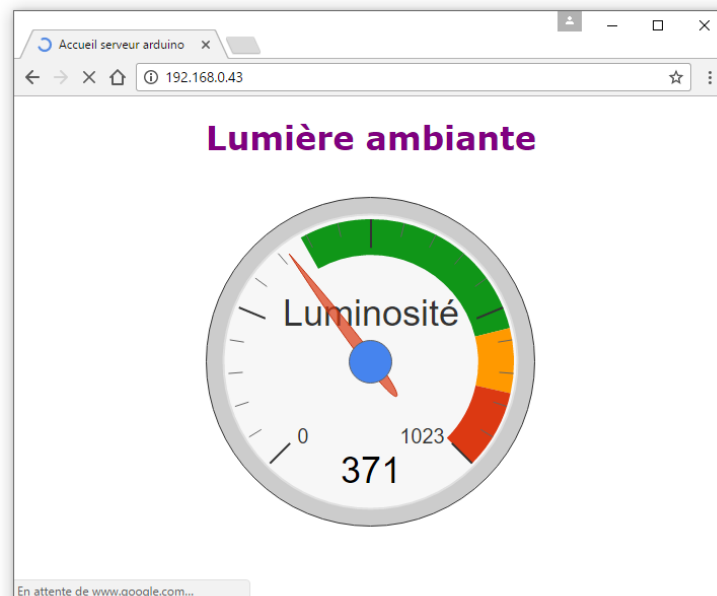 Accueil serveur arduino
192.168.0.43
Lumière ambiante
Luminosité
0 1023
371
En attente de www.google.com...